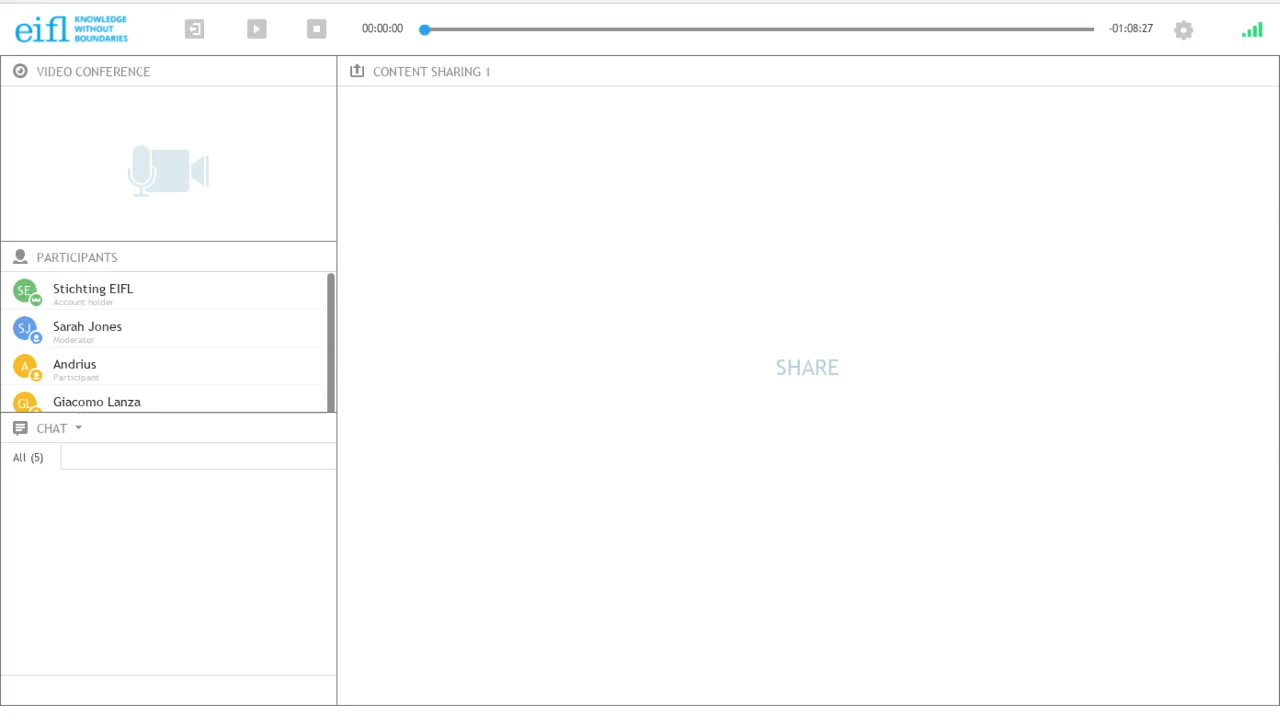 eifl KNOWLEDGE
WITHOUT
BOUNDARIES
00:00:00
-01:08:27
VIDEO CONFERENCE
CONTENT SHARING 1
PARTICIPANTS
SE Stichting EIFL
Account holder
SJ Sarah Jones
Moderator
A Andrius
Participant
GL Giacomo Lanza
SHARE
CHAT
All (5)